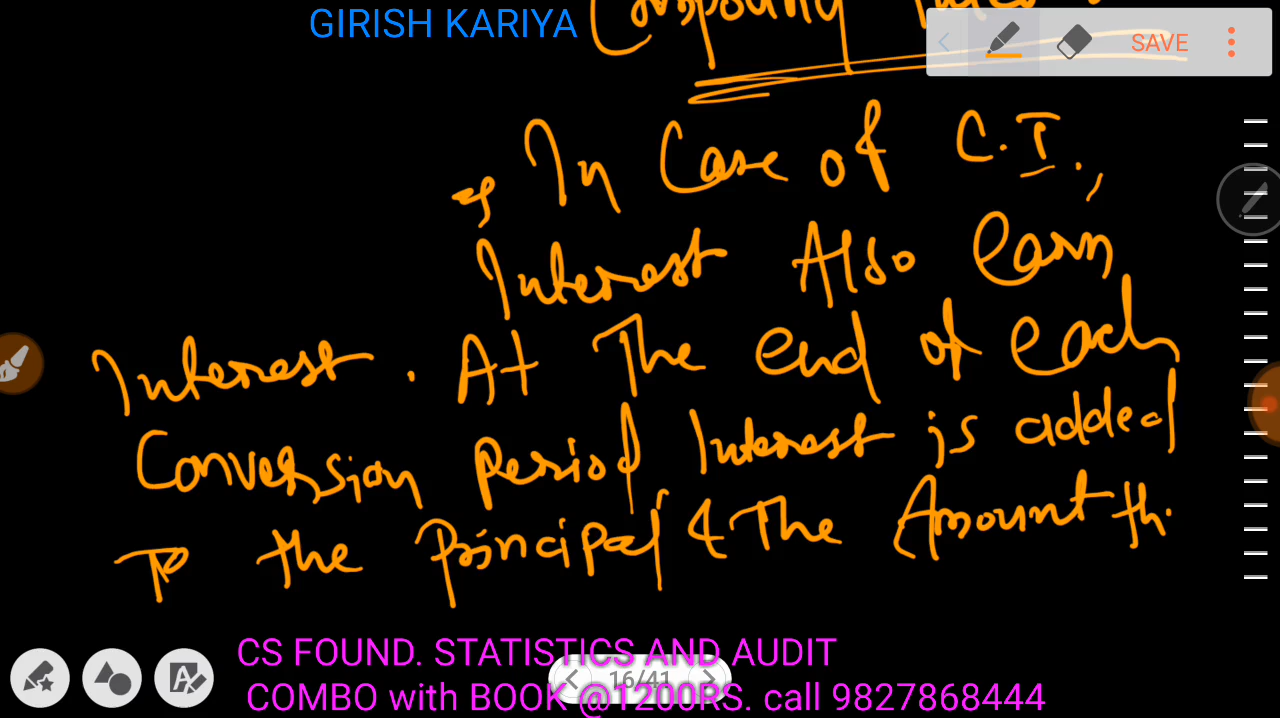 GIRISH KARIYA
SAVE
In Case of C.I.,
Interest Also earn
Interest. At The end of each
Conversion period Interest is added
To the Principal & The Amount th.
CS FOUND. STATISTICS AND AUDIT
16/41
COMBO with BOOK @1200RS. call 9827868444